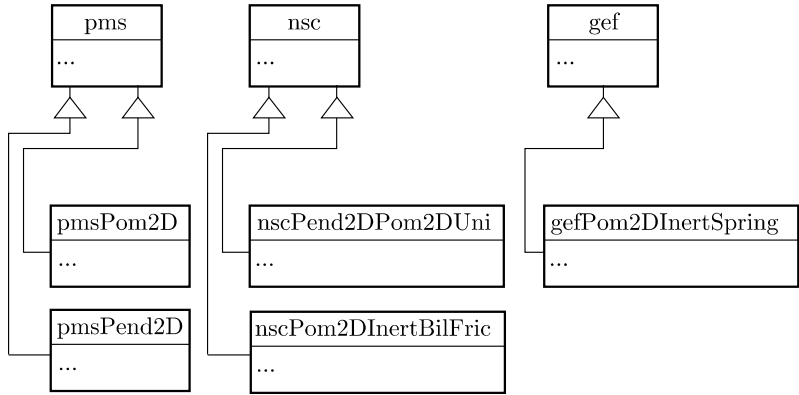 pms
...
nsc
...
gef
...
pmsPom2D
...
nscPend2DPom2DUni
...
gefPom2DInertSpring
...
pmsPend2D
...
nscPom2DInertBilFric
...